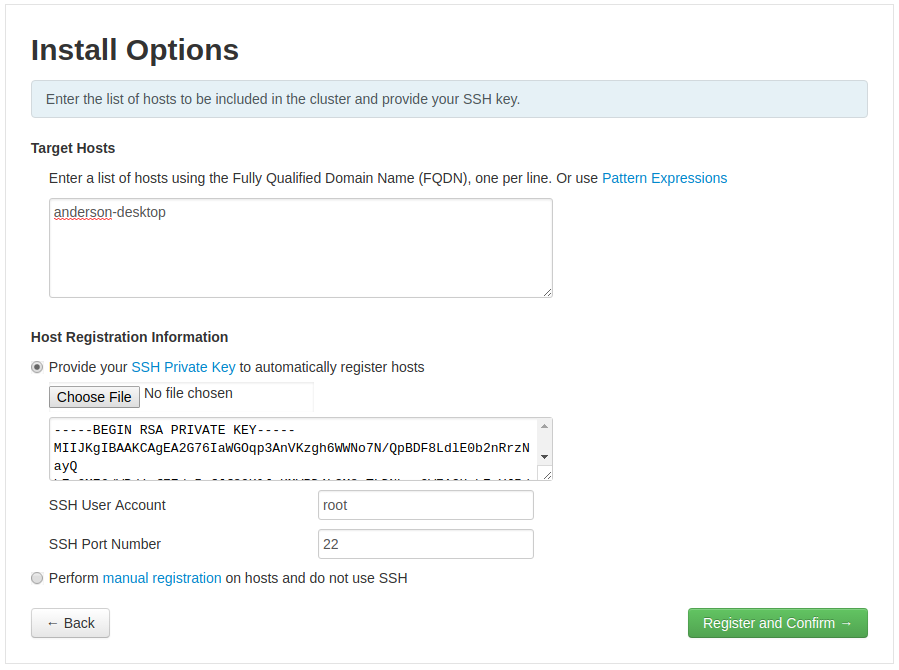 Install Options
Enter the list of hosts to be included in the cluster and provide your SSH key.
Target Hosts
Enter a list of hosts using the Fully Qualified Domain Name (FQDN), one per line. Or use Pattern Expressions
anderson-desktop
Host Registration Information
Provide your SSH Private Key to automatically register hosts
Choose File No file chosen
-----BEGIN RSA PRIVATE KEY-----
MIIJKgIBAAKCAgEA2G76IaWGOqp3AnVKzgh6WWNo7N/QpBDF8LdlE0b2nRrzN
ayQ
SSH User Account root
SSH Port Number 22
Perform manual registration on hosts and do not use SSH
← Back
Register and Confirm →